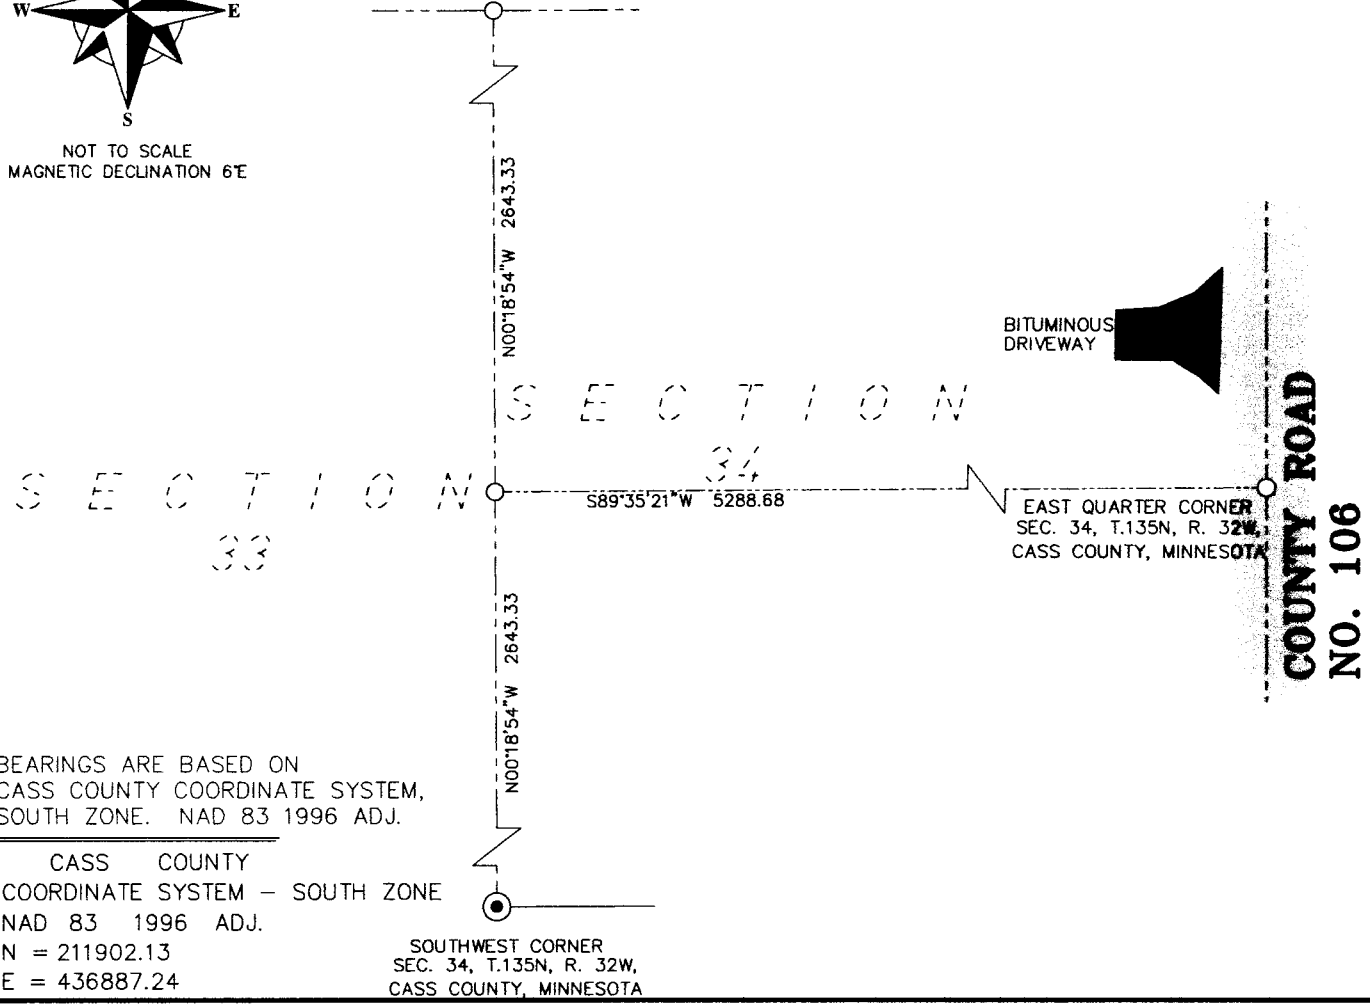 W E
S
NOT TO SCALE
MAGNETIC DECLINATION 6°E
N00°18'54"W 2643.33
BITUMINOUS
DRIVEWAY
SECTION
34
SECTION
33
S89°35'21"W 5288.68
EAST QUARTER CORNER
SEC. 34, T.135N, R. 32W,
CASS COUNTY, MINNESOTA
COUNTY ROAD
NO. 106
N00°18'54"W 2643.33
BEARINGS ARE BASED ON
CASS COUNTY COORDINATE SYSTEM,
SOUTH ZONE. NAD 83 1996 ADJ.
CASS COUNTY
COORDINATE SYSTEM – SOUTH ZONE
NAD 83 1996 ADJ.
N = 211902.13
E = 436887.24
SOUTHWEST CORNER
SEC. 34, T.135N, R. 32W,
CASS COUNTY, MINNESOTA